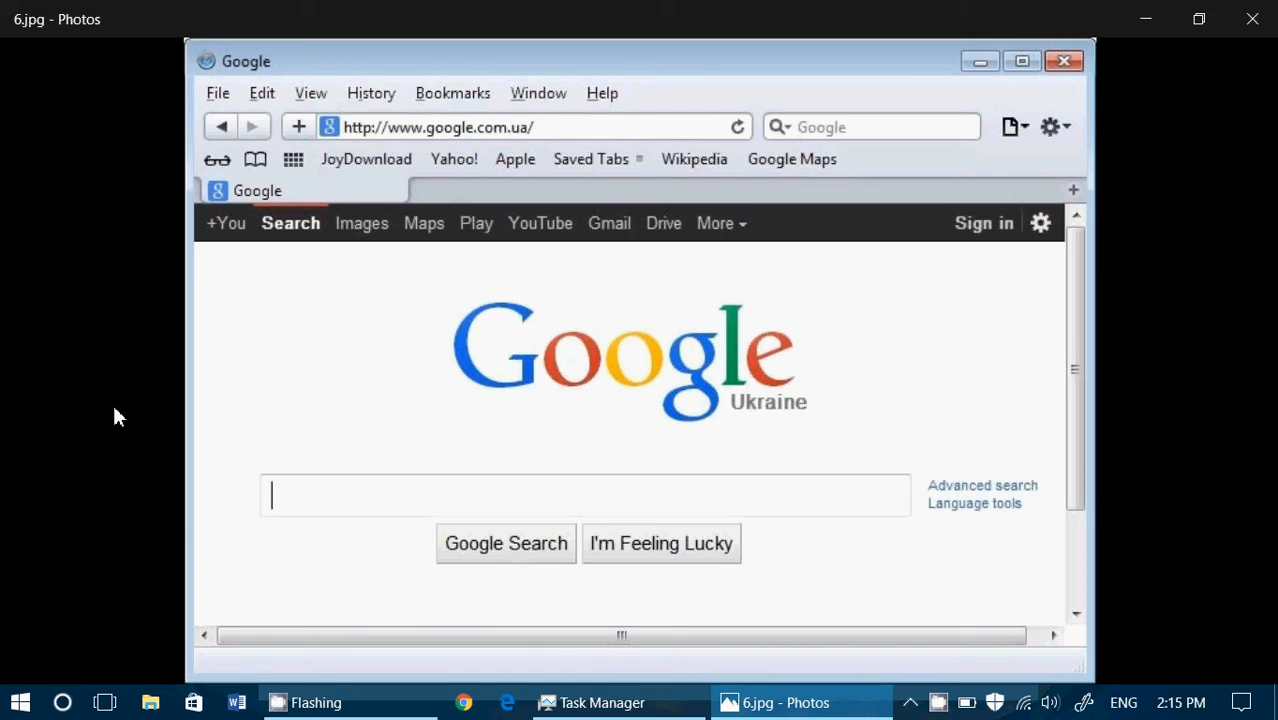 6.jpg - Photos
Google
File Edit View History Bookmarks Window Help
http://www.google.com.ua/ Google
JoyDownload Yahoo! Apple Saved Tabs Wikipedia Google Maps
Google
+You Search Images Maps Play YouTube Gmail Drive More Sign in
Google
Ukraine
Advanced search
Language tools
Google Search I'm Feeling Lucky
Flashing Task Manager 6.jpg - Photos ENG 2:15 PM